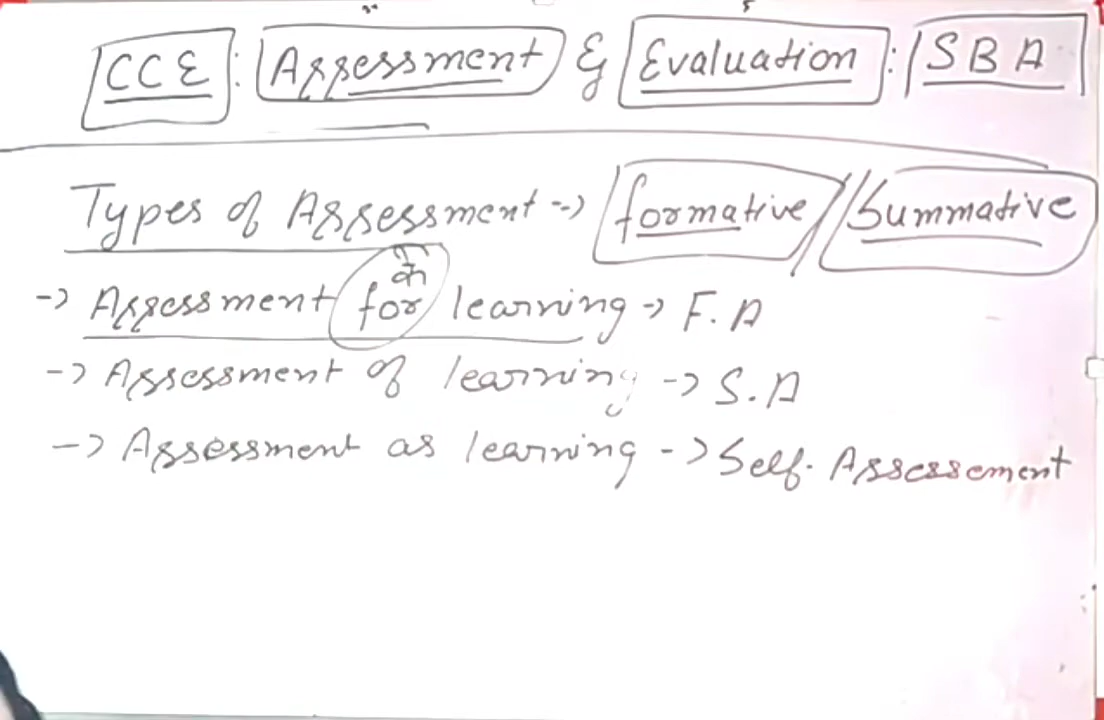 CCE : Assessment & Evaluation : SBA
Types of Assessment -> formative / Summative
-> Assessment for learning -> F.A
-> Assessment of learning -> S.A
-> Assessment as learning -> Self. Assessement